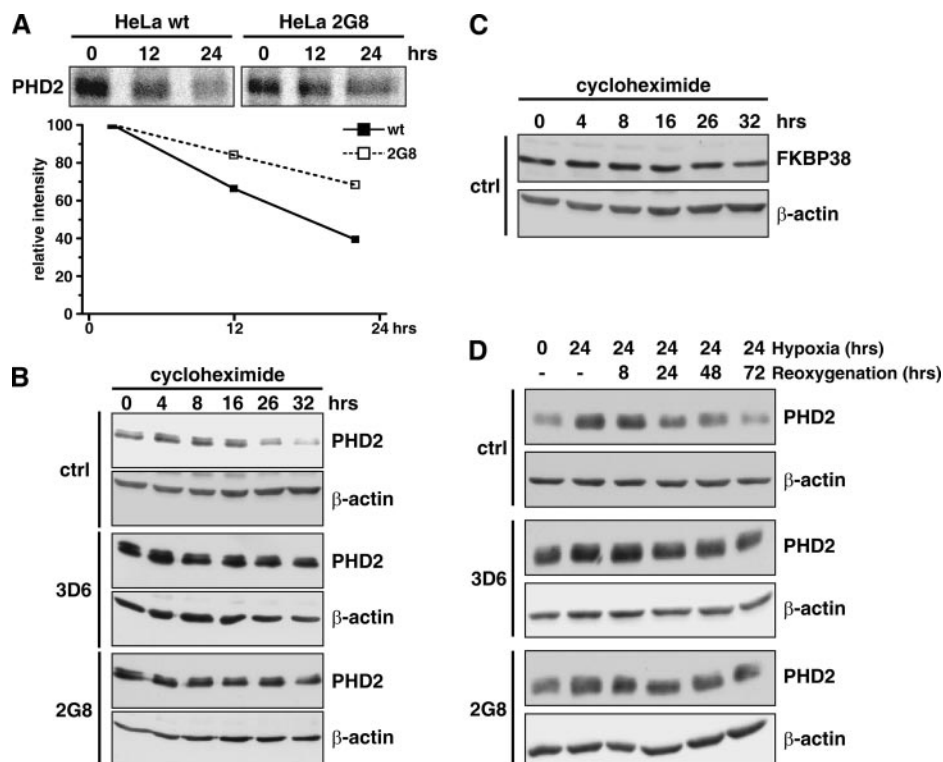 A
HeLa wt HeLa 2G8
0 12 24 0 12 24 hrs
PHD2
100
80
60
40
20
0
relative intensity
wt
2G8
0 12 24 hrs
B
cycloheximide
0 4 8 16 26 32 hrs
ctrl
PHD2
β-actin
3D6
PHD2
β-actin
2G8
PHD2
β-actin
C
cycloheximide
0 4 8 16 26 32 hrs
ctrl
FKBP38
β-actin
D
0 24 24 24 24 24 Hypoxia (hrs)
- - 8 24 48 72 Reoxygenation (hrs)
ctrl
PHD2
β-actin
3D6
PHD2
β-actin
2G8
PHD2
β-actin